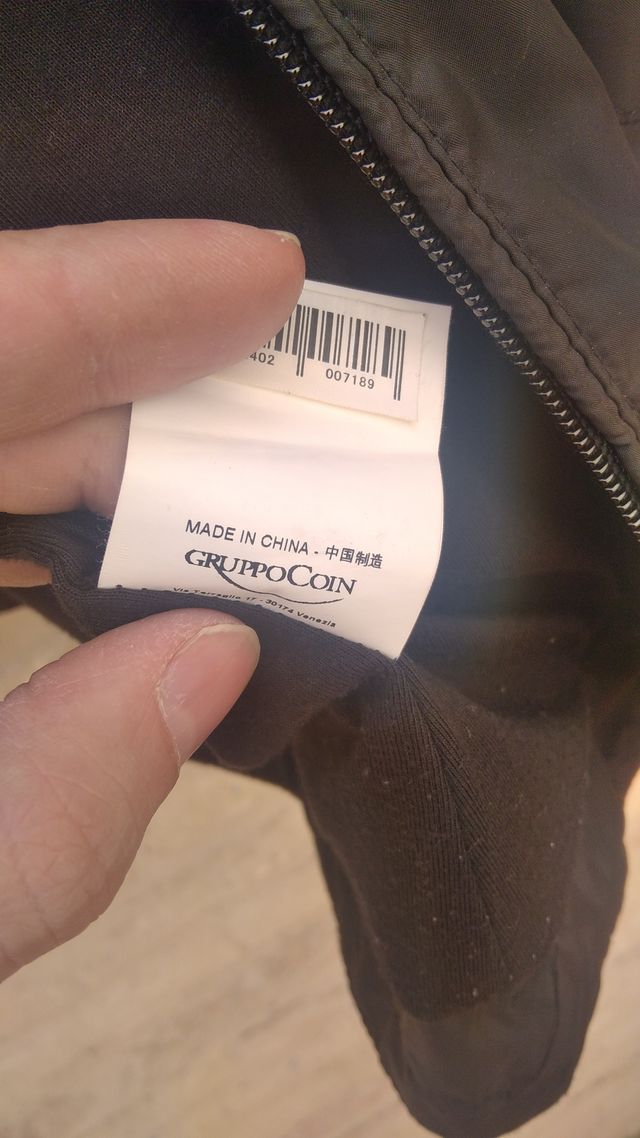 402 007189
MADE IN CHINA - 中国制造
GRUPPOCOIN
Via Terraglio 17 - 30174 Venezia